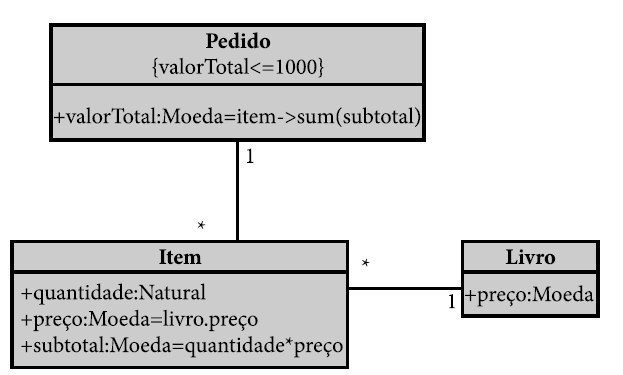 Pedido
{valorTotal<=1000}
+valorTotal:Moeda=item->sum(subtotal)
1
*
Item
+quantidade:Natural
+preço:Moeda=livro.preço
+subtotal:Moeda=quantidade*preço
*
1
Livro
+preço:Moeda